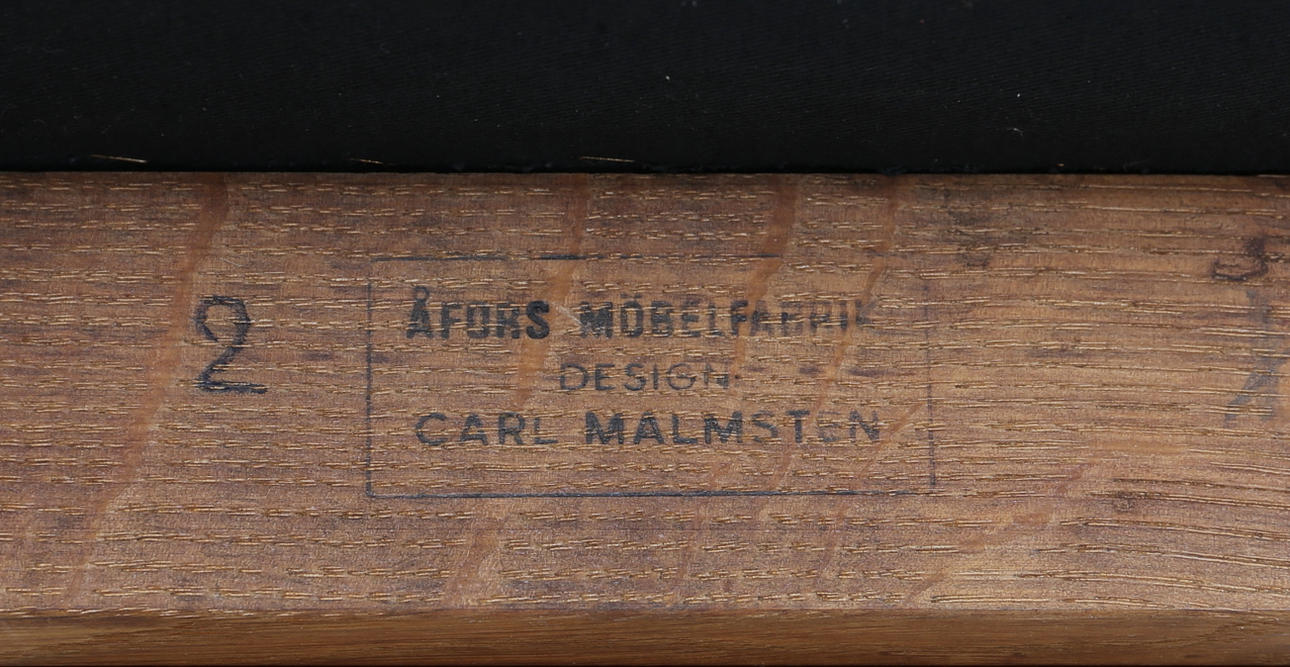 2
ÅFORS MÖBELFABRIK
DESIGN
CARL MALMSTEN